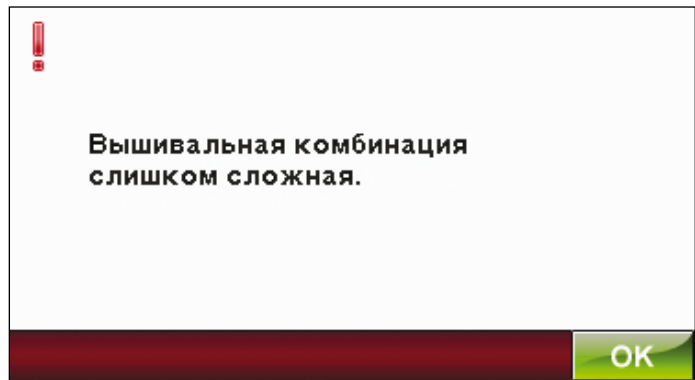 Вышивальная комбинация
слишком сложная.
OK